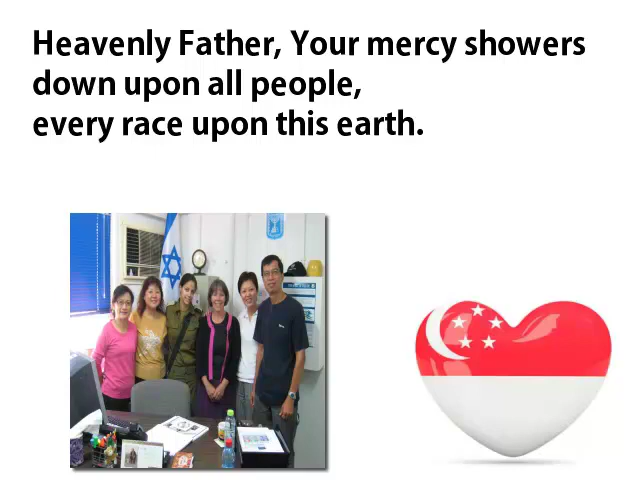 Heavenly Father, Your mercy showers
down upon all people,
every race upon this earth.